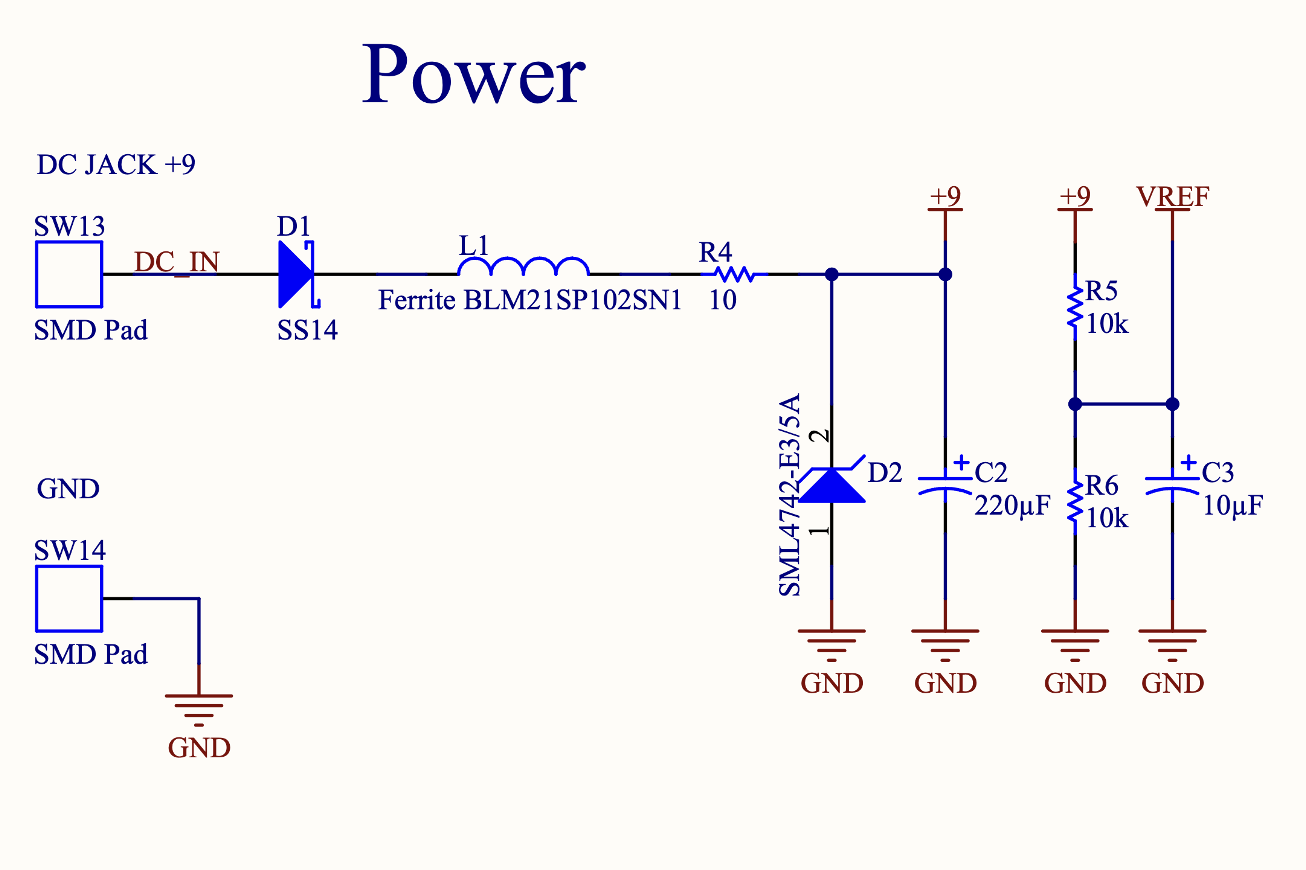 Power
DC JACK +9
SW13
DC_IN
SMD Pad
D1
SS14
L1
Ferrite BLM21SP102SN1
R4
10
+9
+9
VREF
R5
10k
2
SML4742-E3/5A
D2
1
+
C2
220µF
R6
10k
+
C3
10µF
GND
GND
GND
GND
GND
SW14
SMD Pad
GND